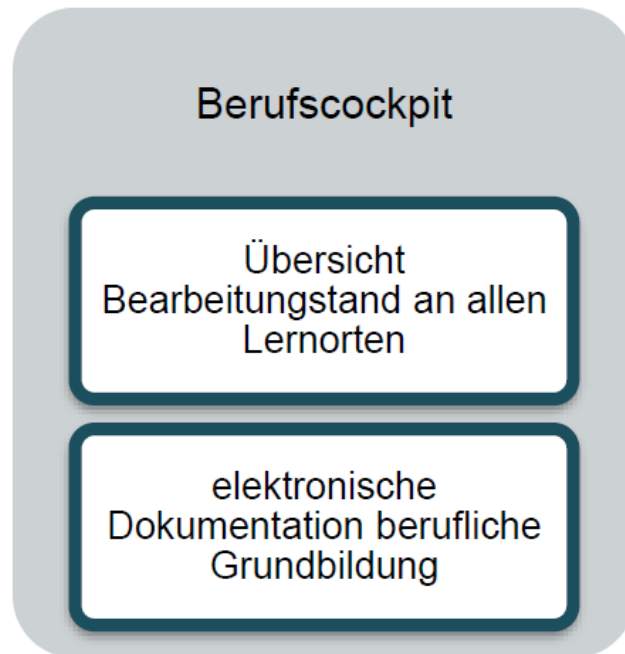 Berufscockpit
Übersicht
Bearbeitungstand an allen
Lernorten
elektronische
Dokumentation berufliche
Grundbildung